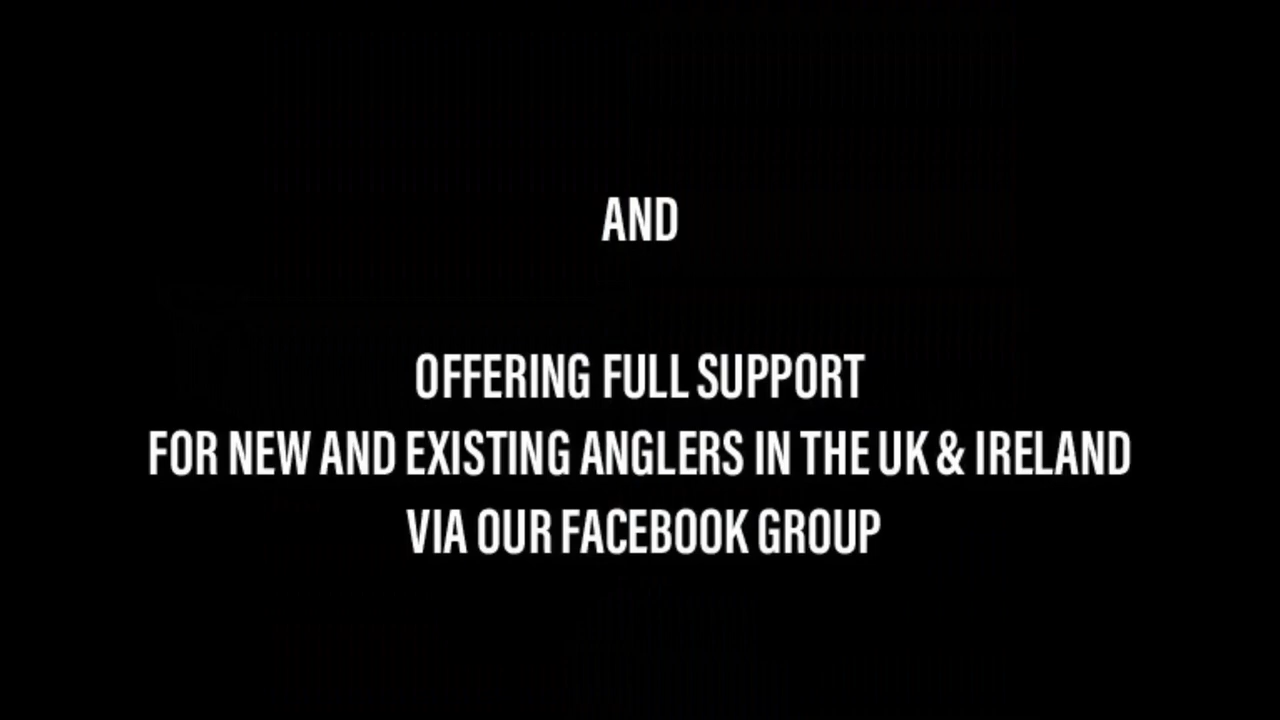 AND
OFFERING FULL SUPPORT
FOR NEW AND EXISTING ANGLERS IN THE UK & IRELAND
VIA OUR FACEBOOK GROUP